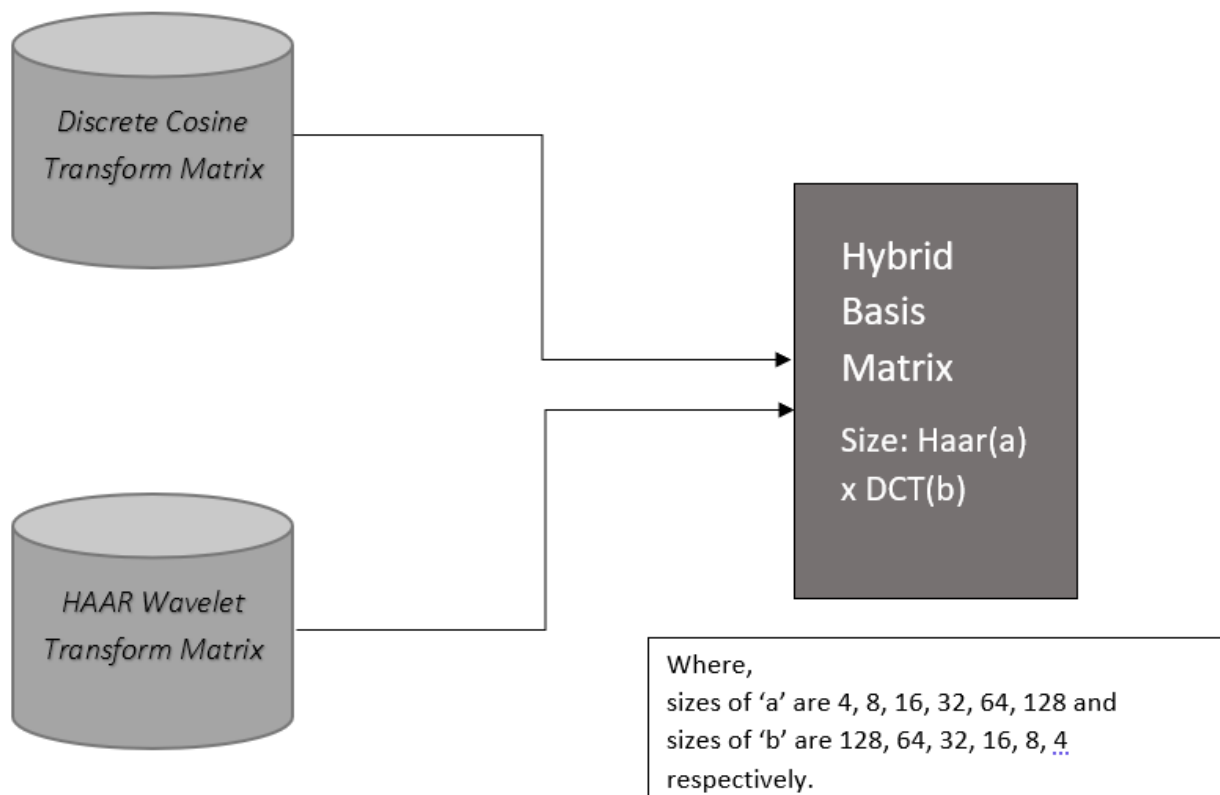 Discrete Cosine
Transform Matrix
Hybrid
Basis
Matrix
Size: Haar(a)
x DCT(b)
HAAR Wavelet
Transform Matrix
Where,
sizes of ‘a’ are 4, 8, 16, 32, 64, 128 and
sizes of ‘b’ are 128, 64, 32, 16, 8, 4
respectively.